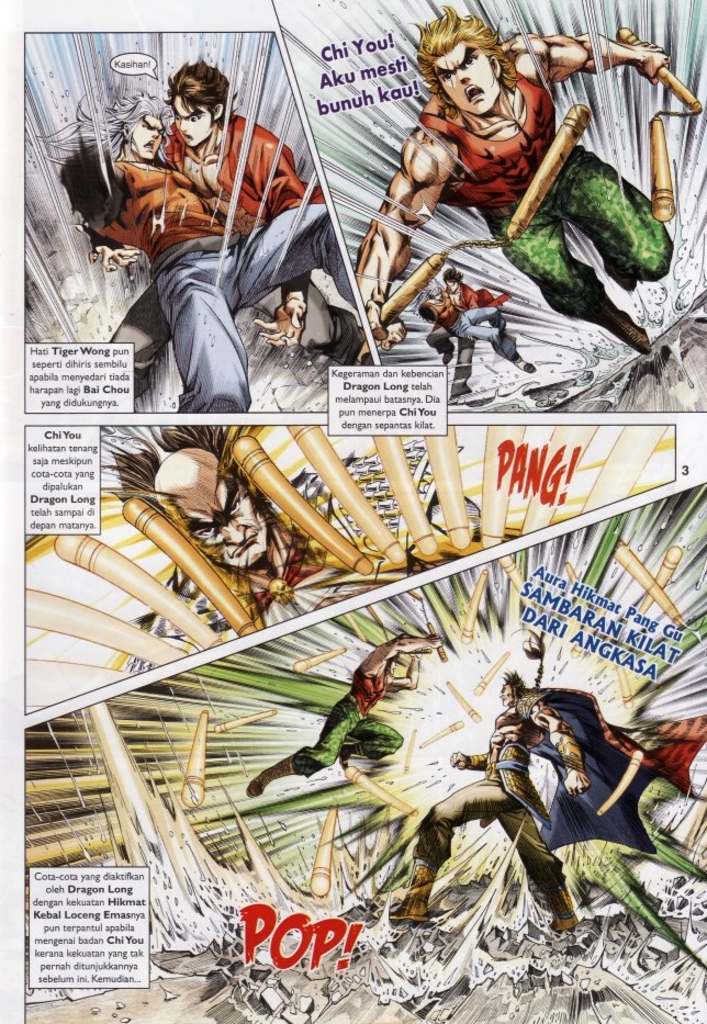 Kasihan!
Hati Tiger Wong pun
seperti dihiris sembilu
apabila menyedari tiada
harapan lagi Bai Chou
yang didukungnya.
Chi You!
Aku mesti
bunuh kau!
Kegeraman dan kebencian
Dragon Long telah
melampaui batasnya. Dia
pun menerpa Chi You
dengan sepantas kilat.
Chi You
kelihatan tenang
saja meskipun
cota-cota yang
dipalukan
Dragon Long
telah sampai di
depan matanya.
PANG!
3
Aura Hikmat Pang Gu
SAMBARAN KILAT
DARI ANGKASA
Cota-cota yang diaktifkan
oleh Dragon Long
dengan kekuatan Hikmat
Kebal Loceng Emasnya
pun terpantul apabila
mengenai badan Chi You
kerana kekuatan yang tak
pernah ditunjukkannya
sebelum ini. Kemudian...
POP!